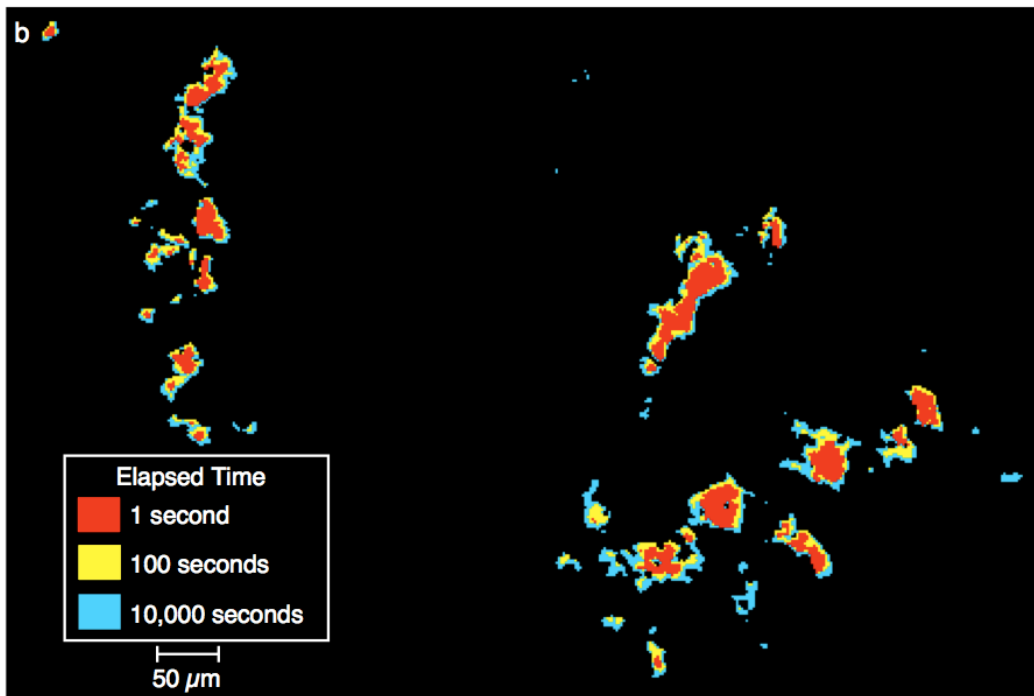 b
Elapsed Time
1 second
100 seconds
10,000 seconds
50 µm